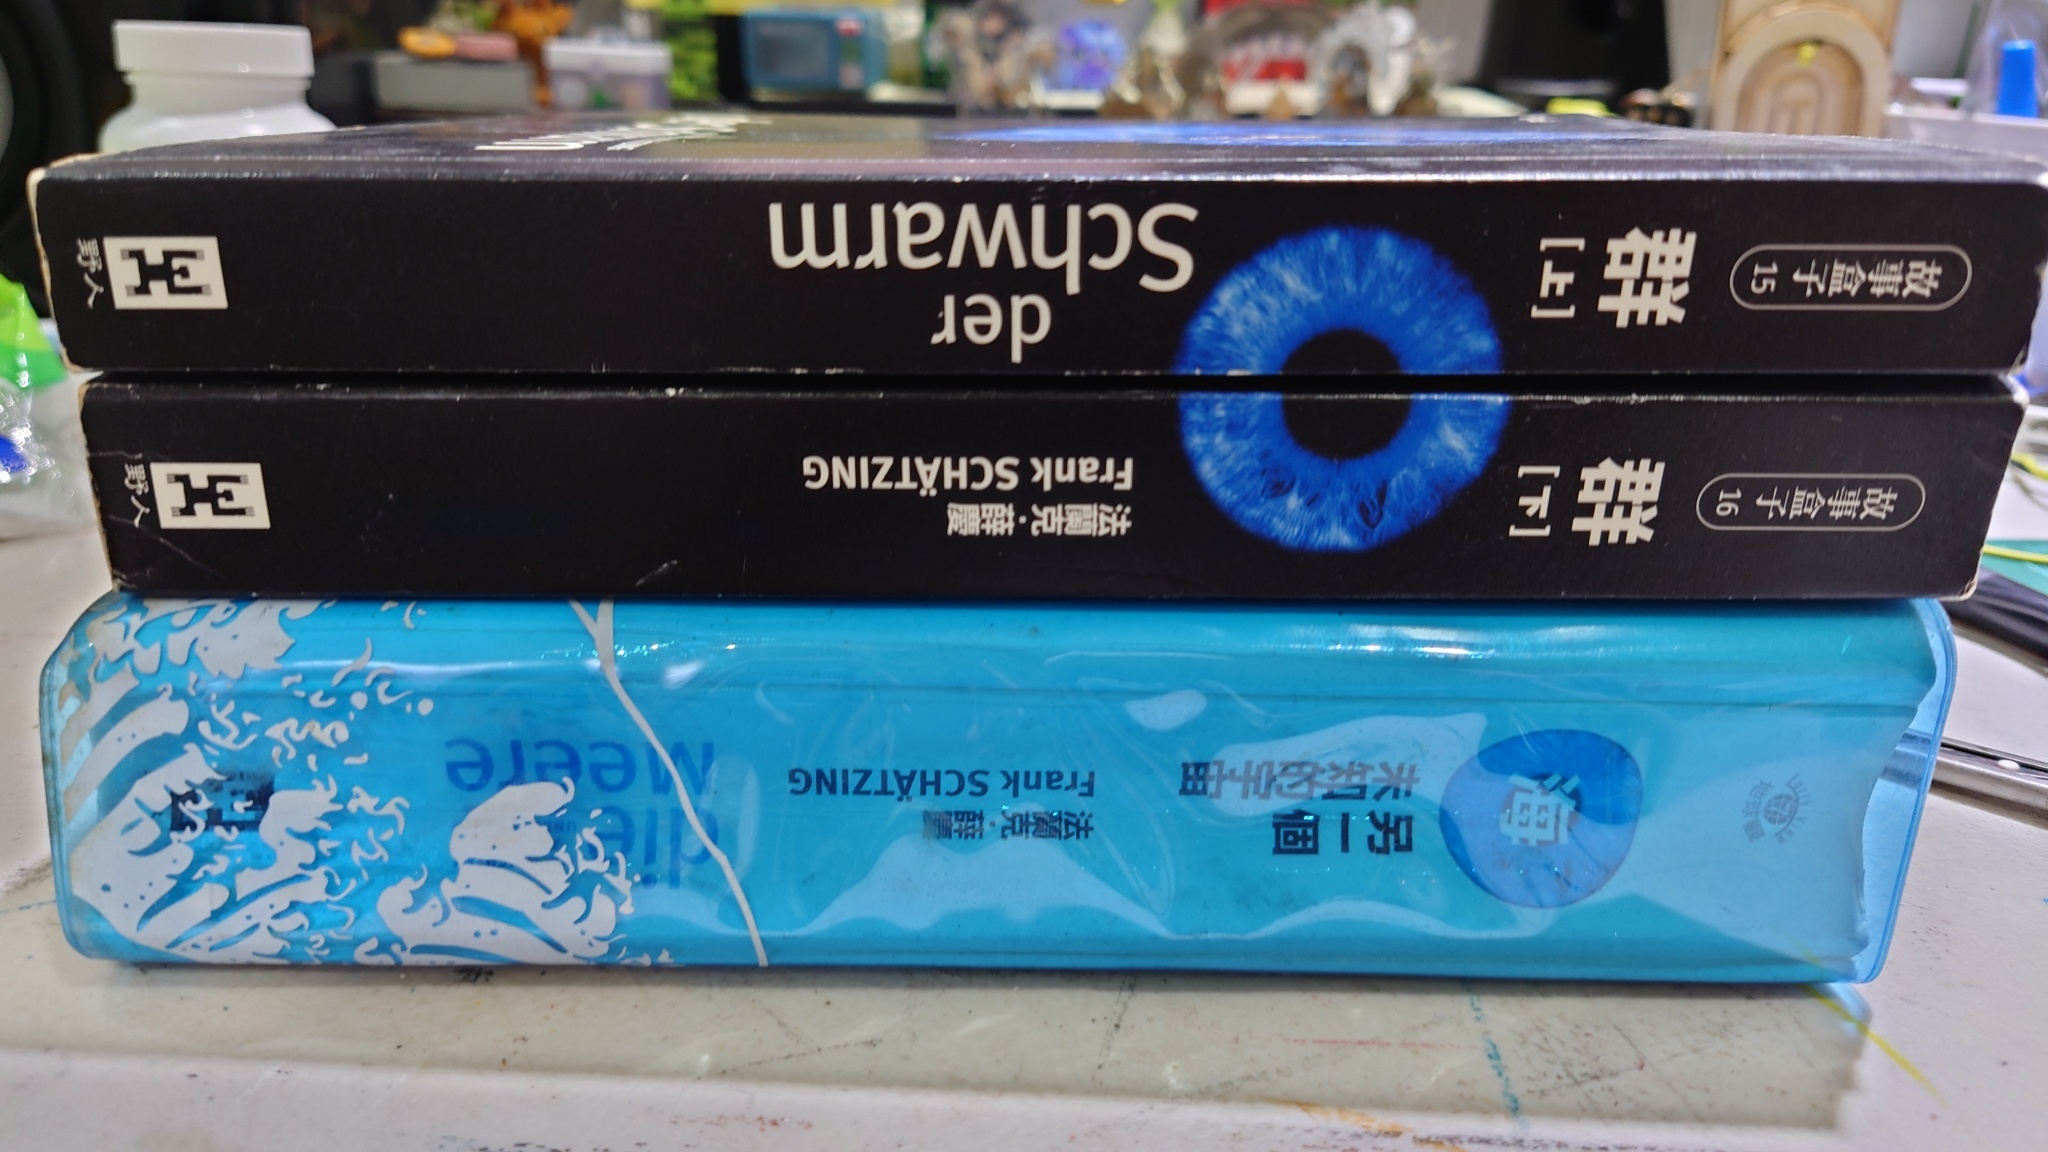 故事盒子 15
群
[上]
der
Schwarm
野人
故事盒子 16
群
[下]
法蘭克·薛慶
Frank SCHÄTZING
野人
海
另一個
未知的宇宙
法蘭克·薛慶
Frank SCHÄTZING
die
Meere